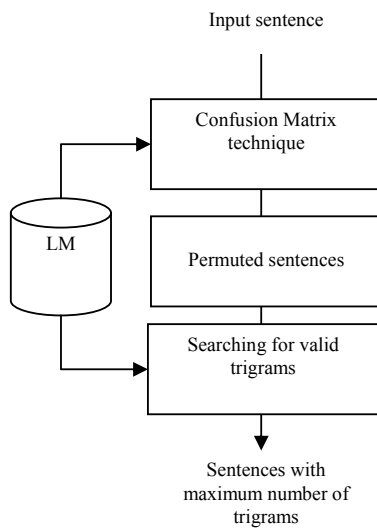 Input sentence
Confusion Matrix
technique
LM
Permuted sentences
Searching for valid
trigrams
Sentences with
maximum number of
trigrams